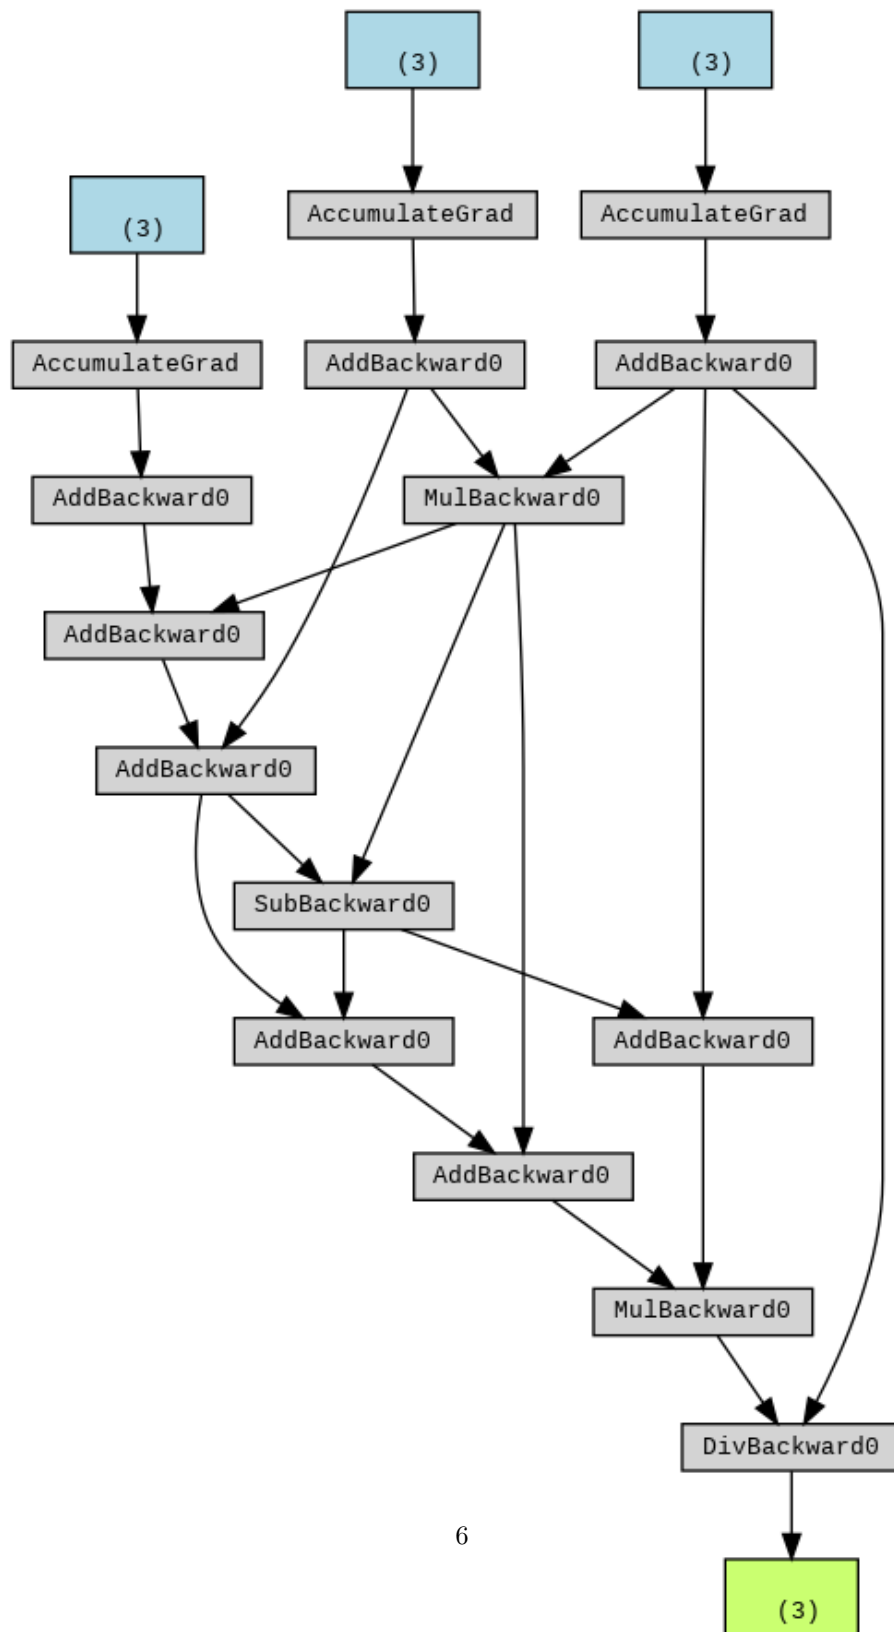 (3) (3)
AccumulateGrad AccumulateGrad
(3)
AccumulateGrad AddBackward0 AddBackward0
AddBackward0 MulBackward0
AddBackward0
AddBackward0
SubBackward0
AddBackward0 AddBackward0
AddBackward0
MulBackward0
DivBackward0
6
(3)